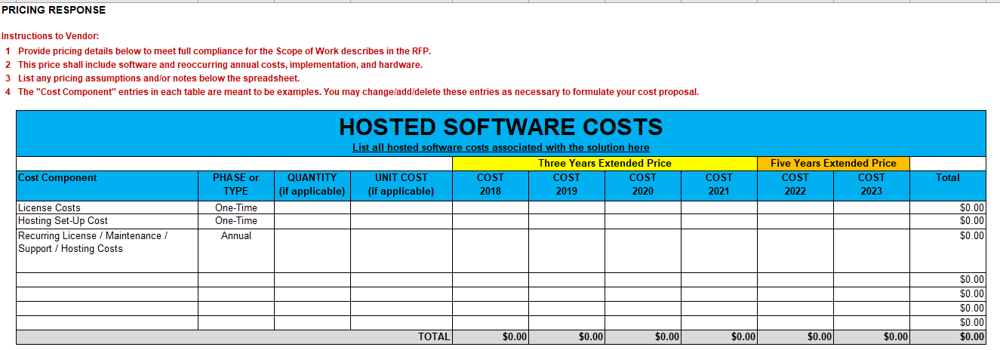 PRICING RESPONSE
Instructions to Vendor:
1 Provide pricing details below to meet full compliance for the Scope of Work describes in the RFP.
2 This price shall include software and reoccurring annual costs, implementation, and hardware.
3 List any pricing assumptions and/or notes below the spreadsheet.
4 The "Cost Component" entries in each table are meant to be examples. You may change/add/delete these entries as necessary to formulate your cost proposal.
HOSTED SOFTWARE COSTS
List all hosted software costs associated with the solution here
Three Years Extended Price Five Years Extended Price
Cost Component PHASE or QUANTITY UNIT COST COST COST COST COST COST COST Total
TYPE (if applicable) (if applicable) 2018 2019 2020 2021 2022 2023
License Costs One-Time $0.00
Hosting Set-Up Cost One-Time $0.00
Recurring License / Maintenance / Annual $0.00
Support / Hosting Costs
$0.00
$0.00
$0.00
$0.00
TOTAL $0.00 $0.00 $0.00 $0.00 $0.00 $0.00 $0.00